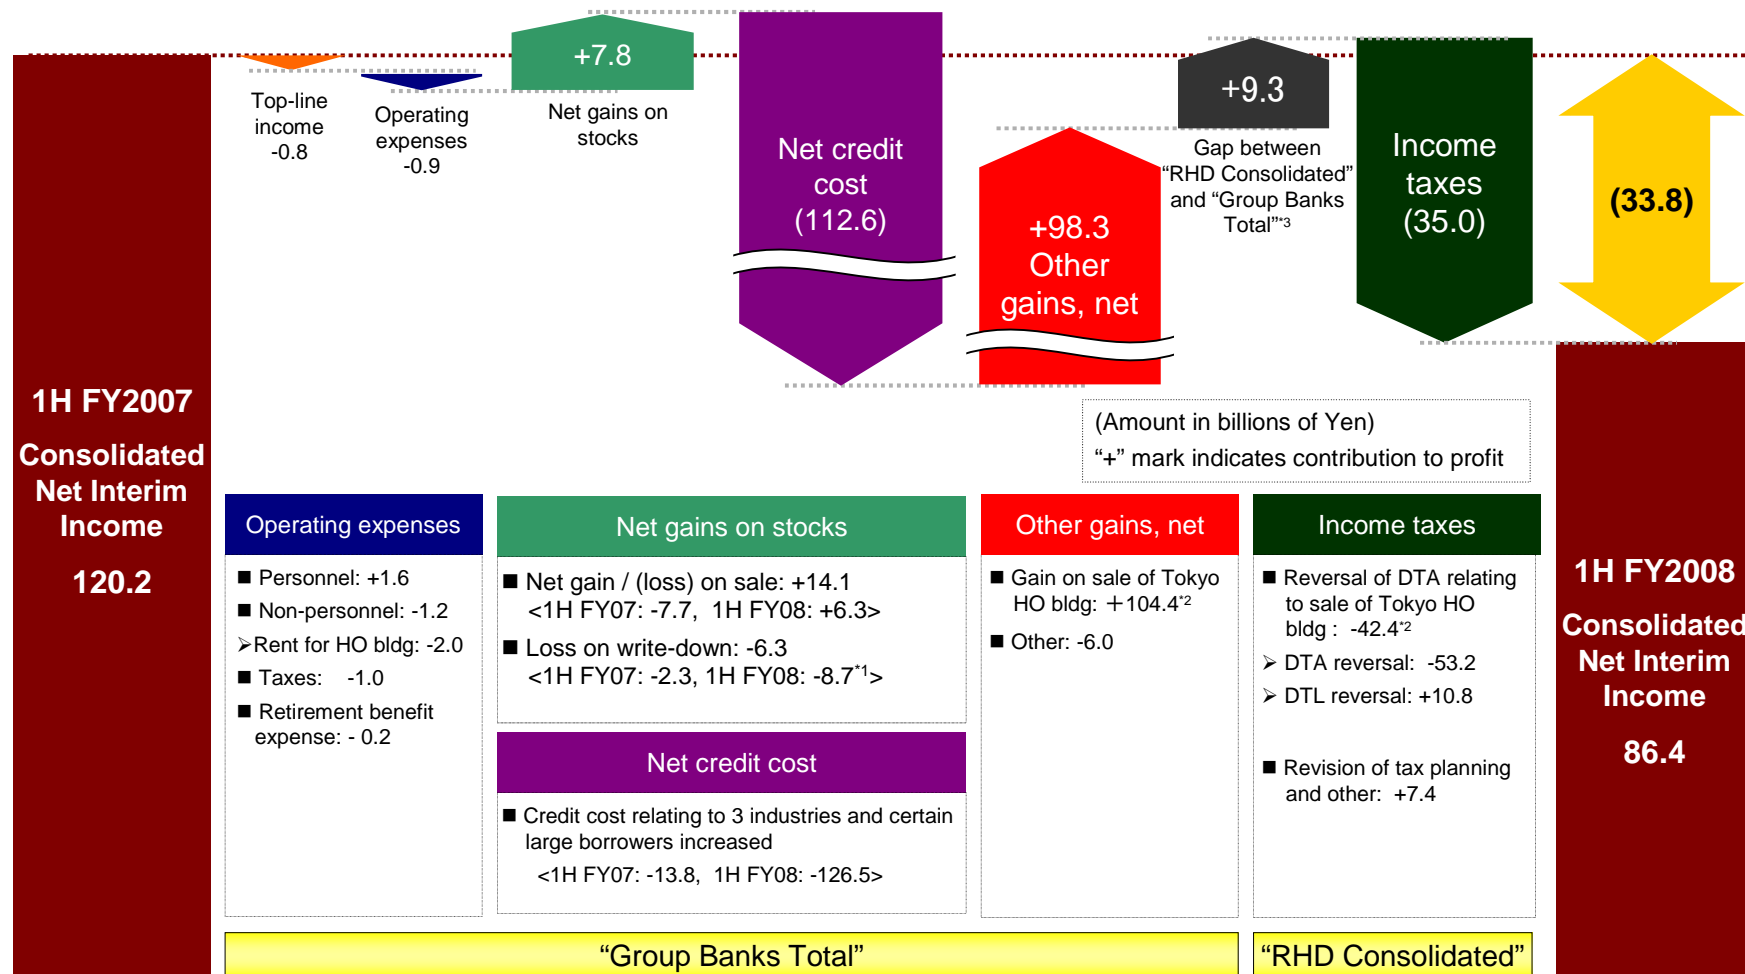 +7.8
Top-line
income
-0.8
Operating
expenses
-0.9
Net gains on
stocks
Net credit
cost
(112.6)
+98.3
Other
gains, net
+9.3
Gap between
“RHD Consolidated”
and “Group Banks
Total”*3
Income
taxes
(35.0)
(33.8)
(Amount in billions of Yen)
“+” mark indicates contribution to profit
1H FY2007
Consolidated
Net Interim
Income
120.2
Operating expenses
■ Personnel: +1.6
■ Non-personnel: -1.2
➢Rent for HO bldg: -2.0
■ Taxes: -1.0
■ Retirement benefit
expense: - 0.2
Net gains on stocks
■ Net gain / (loss) on sale: +14.1
<1H FY07: -7.7, 1H FY08: +6.3>
■ Loss on write-down: -6.3
<1H FY07: -2.3, 1H FY08: -8.7*1>
Net credit cost
■ Credit cost relating to 3 industries and certain
large borrowers increased
<1H FY07: -13.8, 1H FY08: -126.5>
Other gains, net
■ Gain on sale of Tokyo
HO bldg: ＋104.4*2
■ Other: -6.0
Income taxes
■ Reversal of DTA relating
to sale of Tokyo HO
bldg : -42.4*2
➢ DTA reversal: -53.2
➢ DTL reversal: +10.8
■ Revision of tax planning
and other: +7.4
1H FY2008
Consolidated
Net Interim
Income
86.4
“Group Banks Total”
“RHD Consolidated”